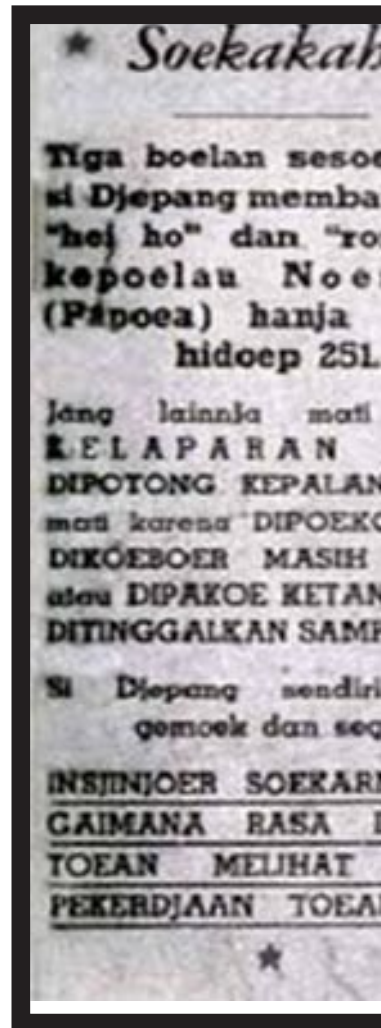 Soekakah
Tiga boelan sesoe
si Djepang memba
"hej ho" dan "ro
kepoelau Noe
(Papoea) hanja
hidoep 251.
jang lainnja mati
KELAPARAN
DIPOTONG KEPALAN
mati karena DIPOEKO
DIKOEBOER MASIH
atau DIPAKOE KETAN
DITINGGALKAN SAMP
Si Djepang sendiri
gemoek dan seg
INSJINJOER SOEKARN
GAIMANA RASA
TOEAN MELIHAT
PEKERDJAAN TOEAN